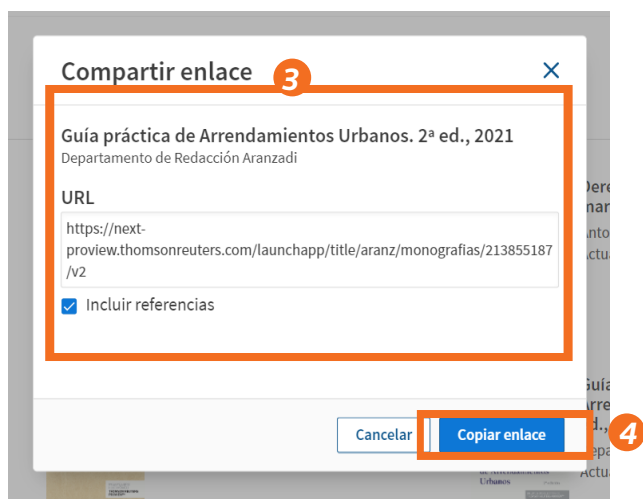 Compartir enlace
3
Guía práctica de Arrendamientos Urbanos. 2ª ed., 2021
Departamento de Redacción Aranzadi
URL
https://next-
proview.thomsonreuters.com/launchapp/title/aranz/monografias/213855187
/v2
Incluir referencias
Cancelar
Copiar enlace
4
Urbanos